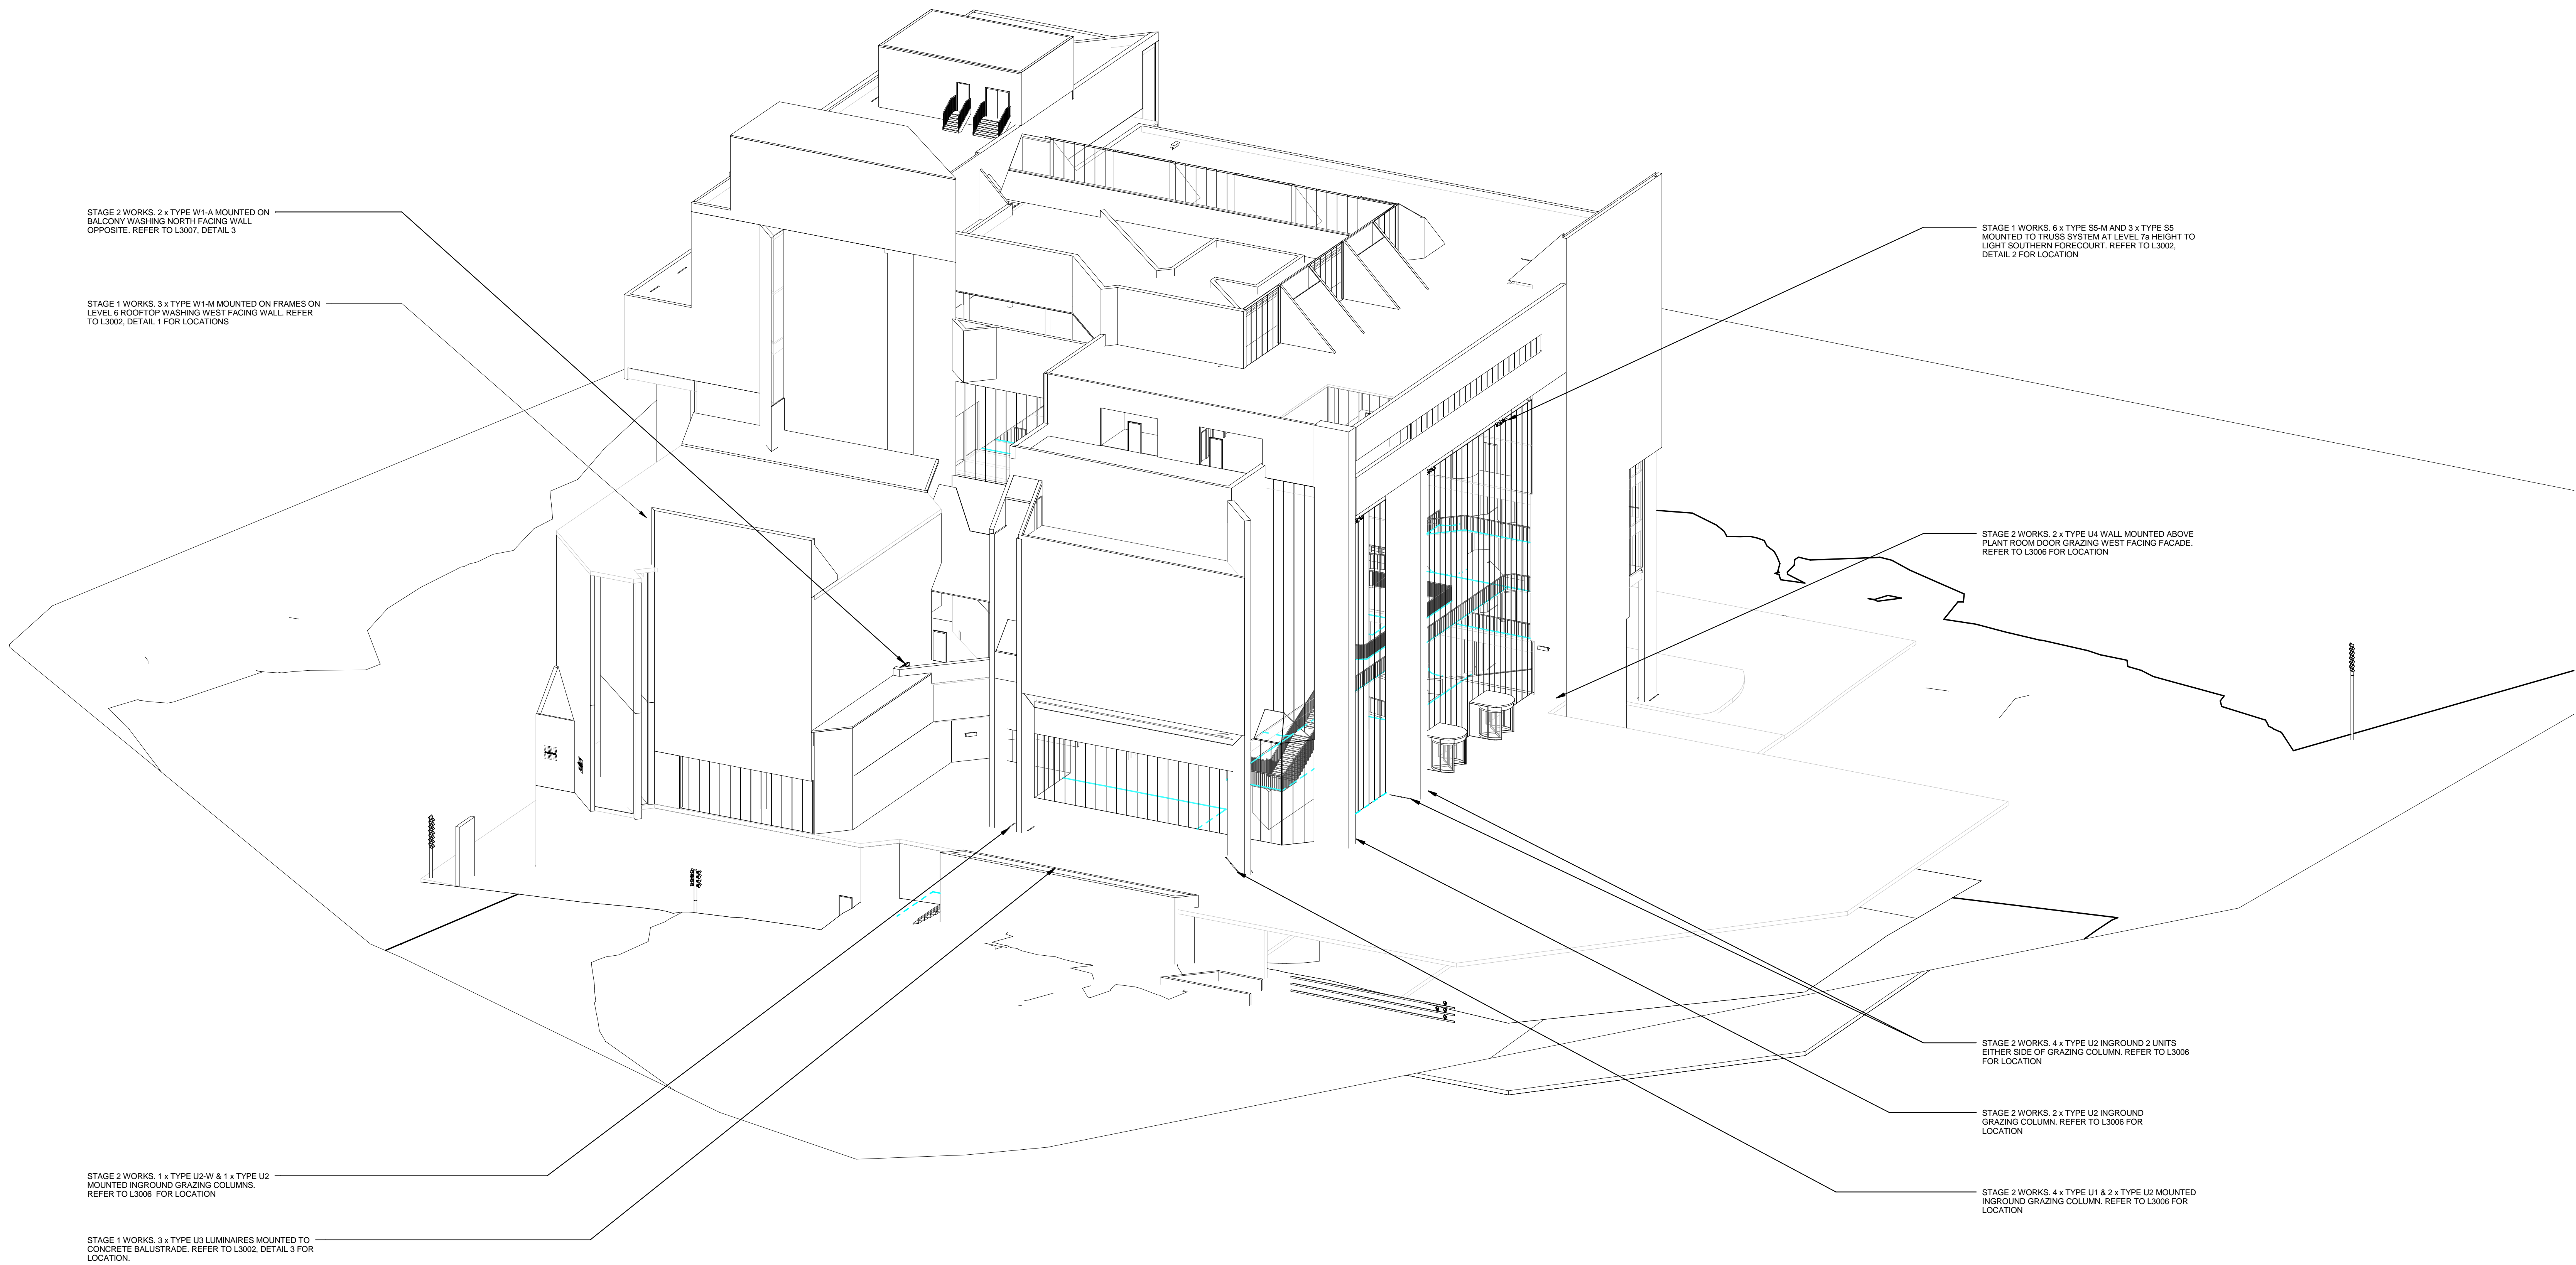 STAGE 2 WORKS. 2 x TYPE W1-A MOUNTED ON
BALCONY WASHING NORTH FACING WALL
OPPOSITE. REFER TO L3007, DETAIL 3
STAGE 1 WORKS. 3 x TYPE W1-M MOUNTED ON FRAMES ON
LEVEL 6 ROOFTOP WASHING WEST FACING WALL. REFER
TO L3002, DETAIL 1 FOR LOCATIONS
STAGE 2 WORKS. 1 x TYPE U2-W & 1 x TYPE U2
MOUNTED INGROUND GRAZING COLUMNS.
REFER TO L3006 FOR LOCATION
STAGE 1 WORKS. 3 x TYPE U3 LUMINAIRES MOUNTED TO
CONCRETE BALUSTRADE. REFER TO L3002, DETAIL 3 FOR
LOCATION.
STAGE 1 WORKS. 6 x TYPE S5-M AND 3 x TYPE S5
MOUNTED TO TRUSS SYSTEM AT LEVEL 7a HEIGHT TO
LIGHT SOUTHERN FORECOURT. REFER TO L3002,
DETAIL 2 FOR LOCATION
STAGE 2 WORKS. 2 x TYPE U4 WALL MOUNTED ABOVE
PLANT ROOM DOOR GRAZING WEST FACING FACADE.
REFER TO L3006 FOR LOCATION
STAGE 2 WORKS. 4 x TYPE U2 INGROUND 2 UNITS
EITHER SIDE OF GRAZING COLUMN. REFER TO L3006
FOR LOCATION
STAGE 2 WORKS. 2 x TYPE U2 INGROUND
GRAZING COLUMN. REFER TO L3006 FOR
LOCATION
STAGE 2 WORKS. 4 x TYPE U1 & 2 x TYPE U2 MOUNTED
INGROUND GRAZING COLUMN. REFER TO L3006 FOR
LOCATION